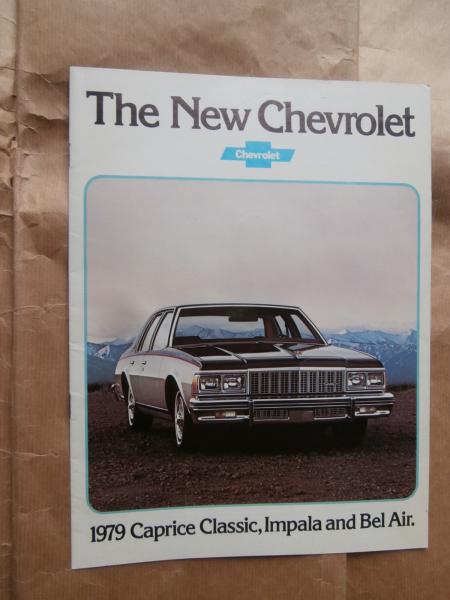 The New Chevrolet
Chevrolet
1979 Caprice Classic, Impala and Bel Air.